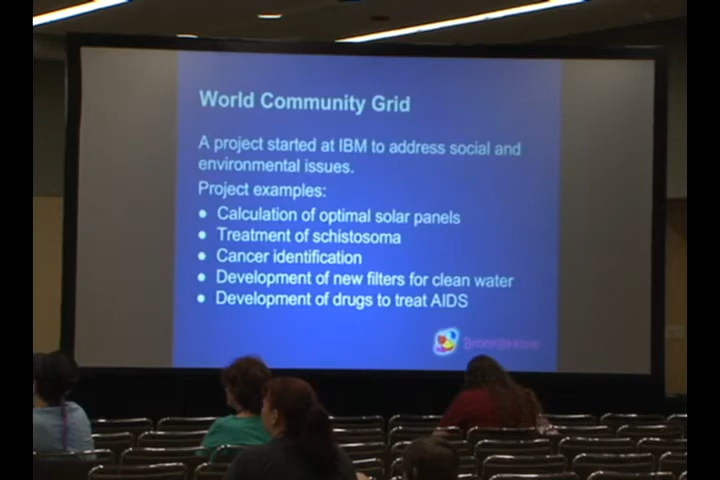 World Community Grid
A project started at IBM to address social and
environmental issues.
Project examples:
● Calculation of optimal solar panels
● Treatment of schistosoma
● Cancer identification
● Development of new filters for clean water
● Development of drugs to treat AIDS